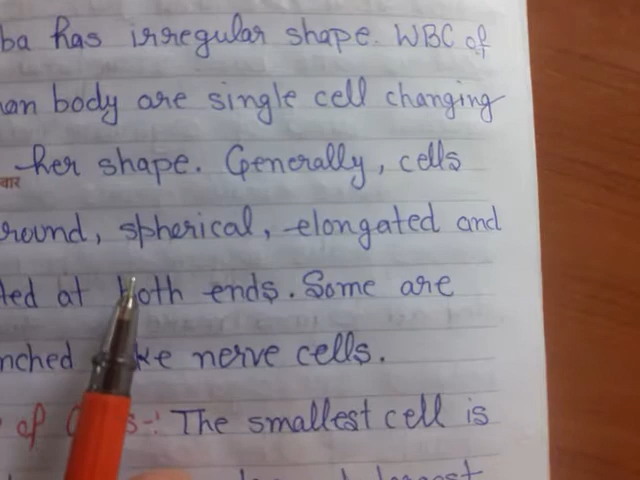 ba has irregular shape. WBC of
an body are single cell changing
her shape. Generally, cells
वार
round, spherical, elongated and
ted at both ends. Some are
nched ke nerve cells.
of s:- The smallest cell is